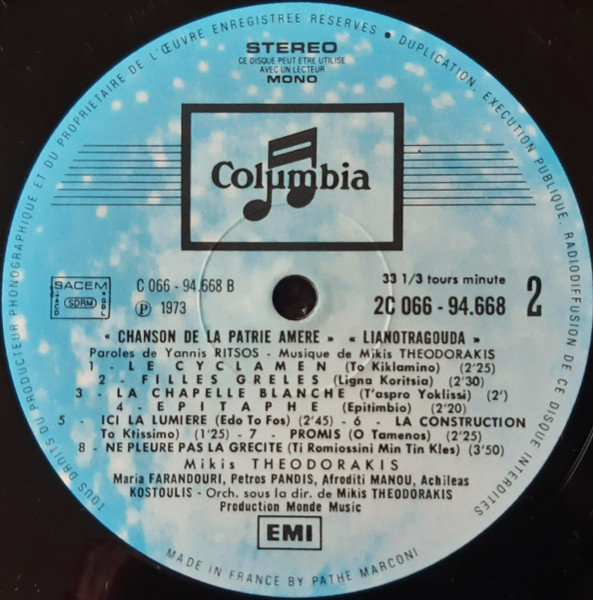 TOUS DROITS DU PRODUCTEUR PHONOGRAPHIQUE ET DU PROPRIETAIRE DE L'ŒUVRE ENREGISTREE RESERVES • DUPLICATION, EXECUTION PUBLIQUE, RADIODIFFUSION DE CE DISQUE INTERDITES
STEREO
CE DISQUE PEUT ETRE UTILISE
AVEC UN LECTEUR
MONO
Columbia
SACEM
SACD
SDRM
SGDL
C 066 - 94.668 B
Ⓟ 1973
33 1/3 tours minute
2C 066 - 94.668
2
« CHANSON DE LA PATRIE AMERE » « LIANOTRAGOUDA »
Paroles de Yannis RITSOS - Musique de Mikis THEODORAKIS
1 - LE CYCLAMEN (To Kiklamino) (2'25)
2 - FILLES GRELES (Ligna Koritsia) (2'30)
3 - LA CHAPELLE BLANCHE (T'aspro Yoklissi) (2')
4 - EPITAPHE (Epitimbio) (2'20)
5 - ICI LA LUMIERE (Edo To Fos) (2'45) - 6 - LA CONSTRUCTION
To Ktissimo) (1'25) - 7 - PROMIS (O Tamenos) (2'25)
8 - NE PLEURE PAS LA GRECITE (Ti Romiossini Min Tin Kles) (3'50)
Mikis THEODORAKIS
Maria FARANDOURI, Petros PANDIS, Afroditi MANOU, Achileas
KOSTOULIS - Orch. sous la dir. de Mikis THEODORAKIS
Production Monde Music
EMI
MADE IN FRANCE BY PATHE MARCONI